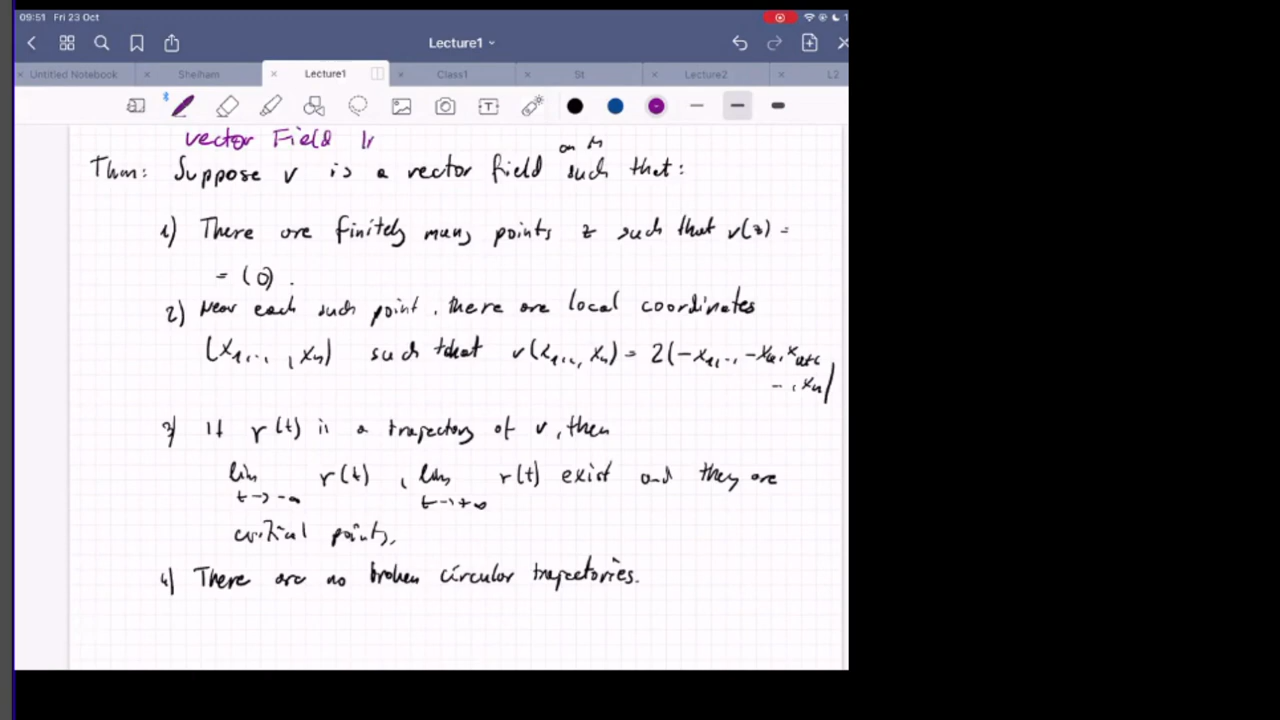 09:51 Fri 23 Oct
Lecture1
Untitled Notebook
Sheiham
Lecture1
Class1
St
Lecture2
L2
vector Field
on M
Thm: Suppose v is a vector field such that:
1) There are finitely many points z such that v(z) =
= (0).
2) Near each such point, there are local coordinates
(x1,..., xn) such that v(x1,..., xn) = 2(-x1,..., -xk, xk+1
..., xn)
3) If γ(t) is a trajectory of v, then
lim γ(t), lim γ(t) exist and they are
t→-∞ t→+∞
critical points.
4) There are no broken circular trajectories.